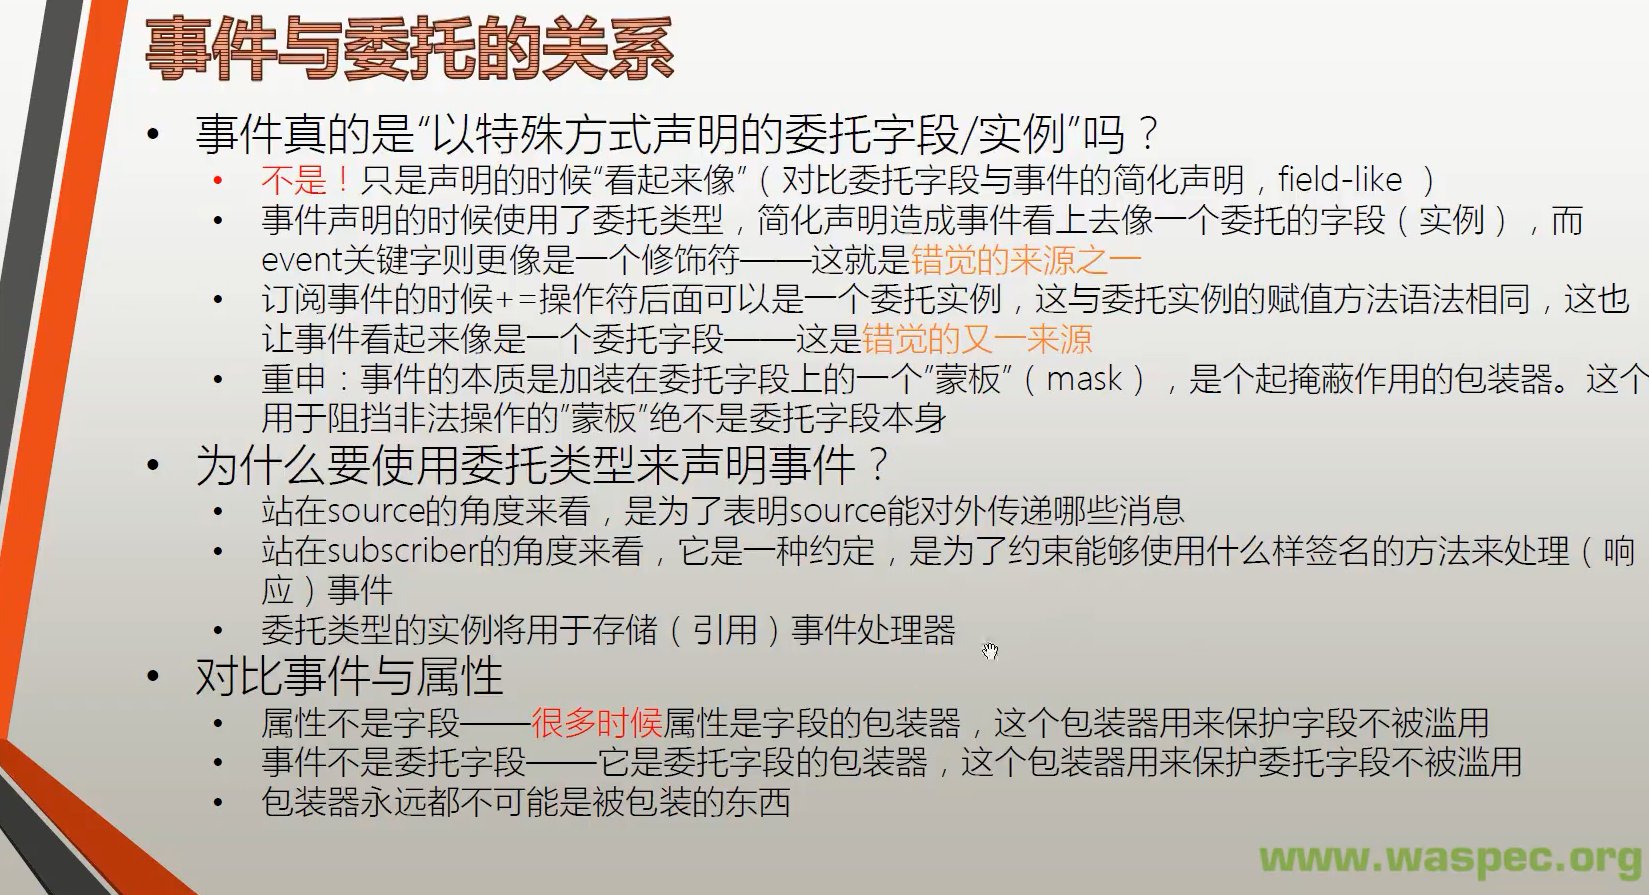 事件与委托的关系
• 事件真的是“以特殊方式声明的委托字段/实例”吗？
• 不是！只是声明的时候“看起来像”（对比委托字段与事件的简化声明，field-like ）
• 事件声明的时候使用了委托类型，简化声明造成事件看上去像一个委托的字段（实例），而
event关键字则更像是一个修饰符——这就是错觉的来源之一
• 订阅事件的时候+=操作符后面可以是一个委托实例，这与委托实例的赋值方法语法相同，这也
让事件看起来像是一个委托字段——这是错觉的又一来源
• 重申：事件的本质是加装在委托字段上的一个”蒙板”（mask），是个起掩蔽作用的包装器。这个
用于阻挡非法操作的”蒙板”绝不是委托字段本身
• 为什么要使用委托类型来声明事件？
• 站在source的角度来看，是为了表明source能对外传递哪些消息
• 站在subscriber的角度来看，它是一种约定，是为了约束能够使用什么样签名的方法来处理（响
应）事件
• 委托类型的实例将用于存储（引用）事件处理器
• 对比事件与属性
• 属性不是字段——很多时候属性是字段的包装器，这个包装器用来保护字段不被滥用
• 事件不是委托字段——它是委托字段的包装器，这个包装器用来保护委托字段不被滥用
• 包装器永远都不可能是被包装的东西
www.waspec.org